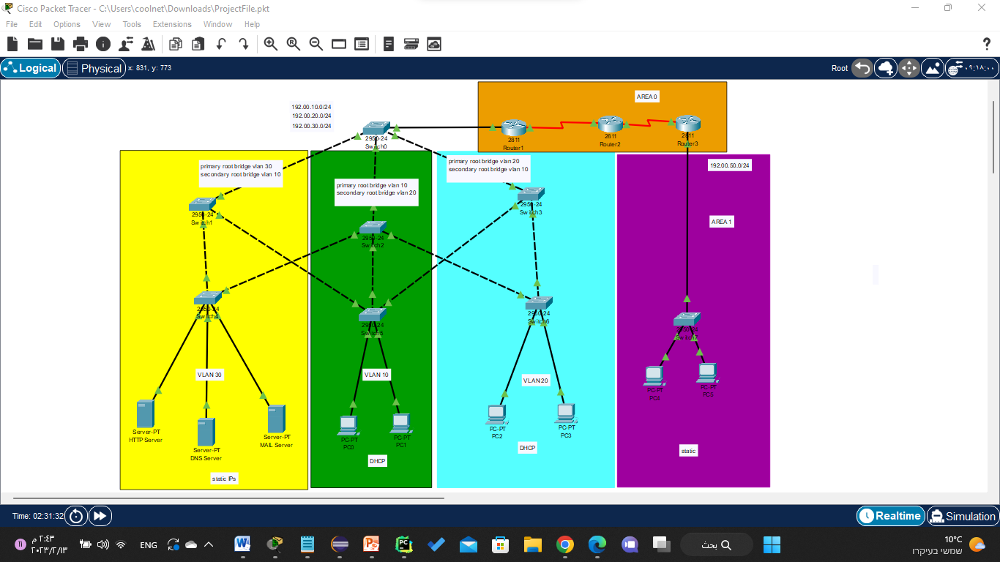 Cisco Packet Tracer - C:\Users\coolnet\Downloads\ProjectFile.pkt
File Edit Options View Tools Extensions Window Help
Logical Physical x: 831, y: 773
Root ٠٩:١٨:٠٠
AREA 0
192.00.10.0/24
192.00.20.0/24
192.00.30.0/24
2950-24
Switch0
2811
Router1
2811
Router2
2811
Router3
primary root bridge vlan 30
secondary root bridge vlan 10
primary root bridge vlan 10
secondary root bridge vlan 20
primary root bridge vlan 20
secondary root bridge vlan 10
192.00.50.0/24
2950-24
Switch1
2950-24
Switch2
2950-24
Switch3
AREA 1
2950-24
Switch4
2950-24
Switch5
2950-24
Switch6
2950-24
Switch7
VLAN 30
VLAN 10
VLAN 20
PC-PT
PC4
PC-PT
PC5
Server-PT
HTTP Server
Server-PT
DNS Server
Server-PT
MAIL Server
PC-PT
PC0
PC-PT
PC1
PC-PT
PC2
PC-PT
PC3
static IPs
DHCP
DHCP
static
Time: 02:31:32
Realtime
Simulation
١١
٢:٤٣ م
٢٠٢٣/٢/١٣
ENG
بحث
10°C
שמשי בעיקרו